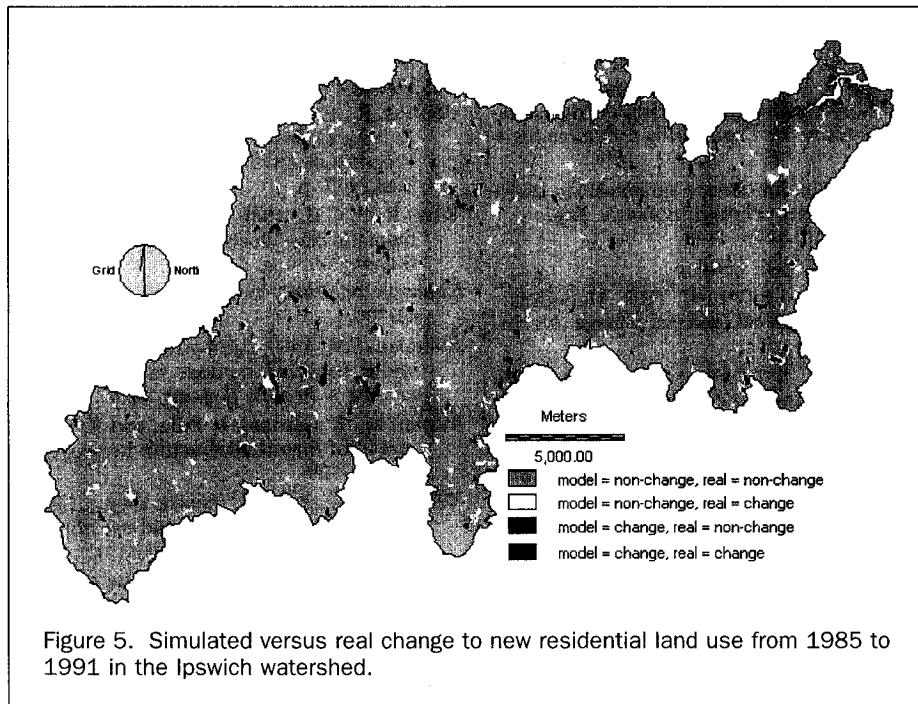 Grid North
Meters
5,000.00
model = non-change, real = non-change
model = non-change, real = change
model = change, real = non-change
model = change, real = change
Figure 5. Simulated versus real change to new residential land use from 1985 to
1991 in the Ipswich watershed.